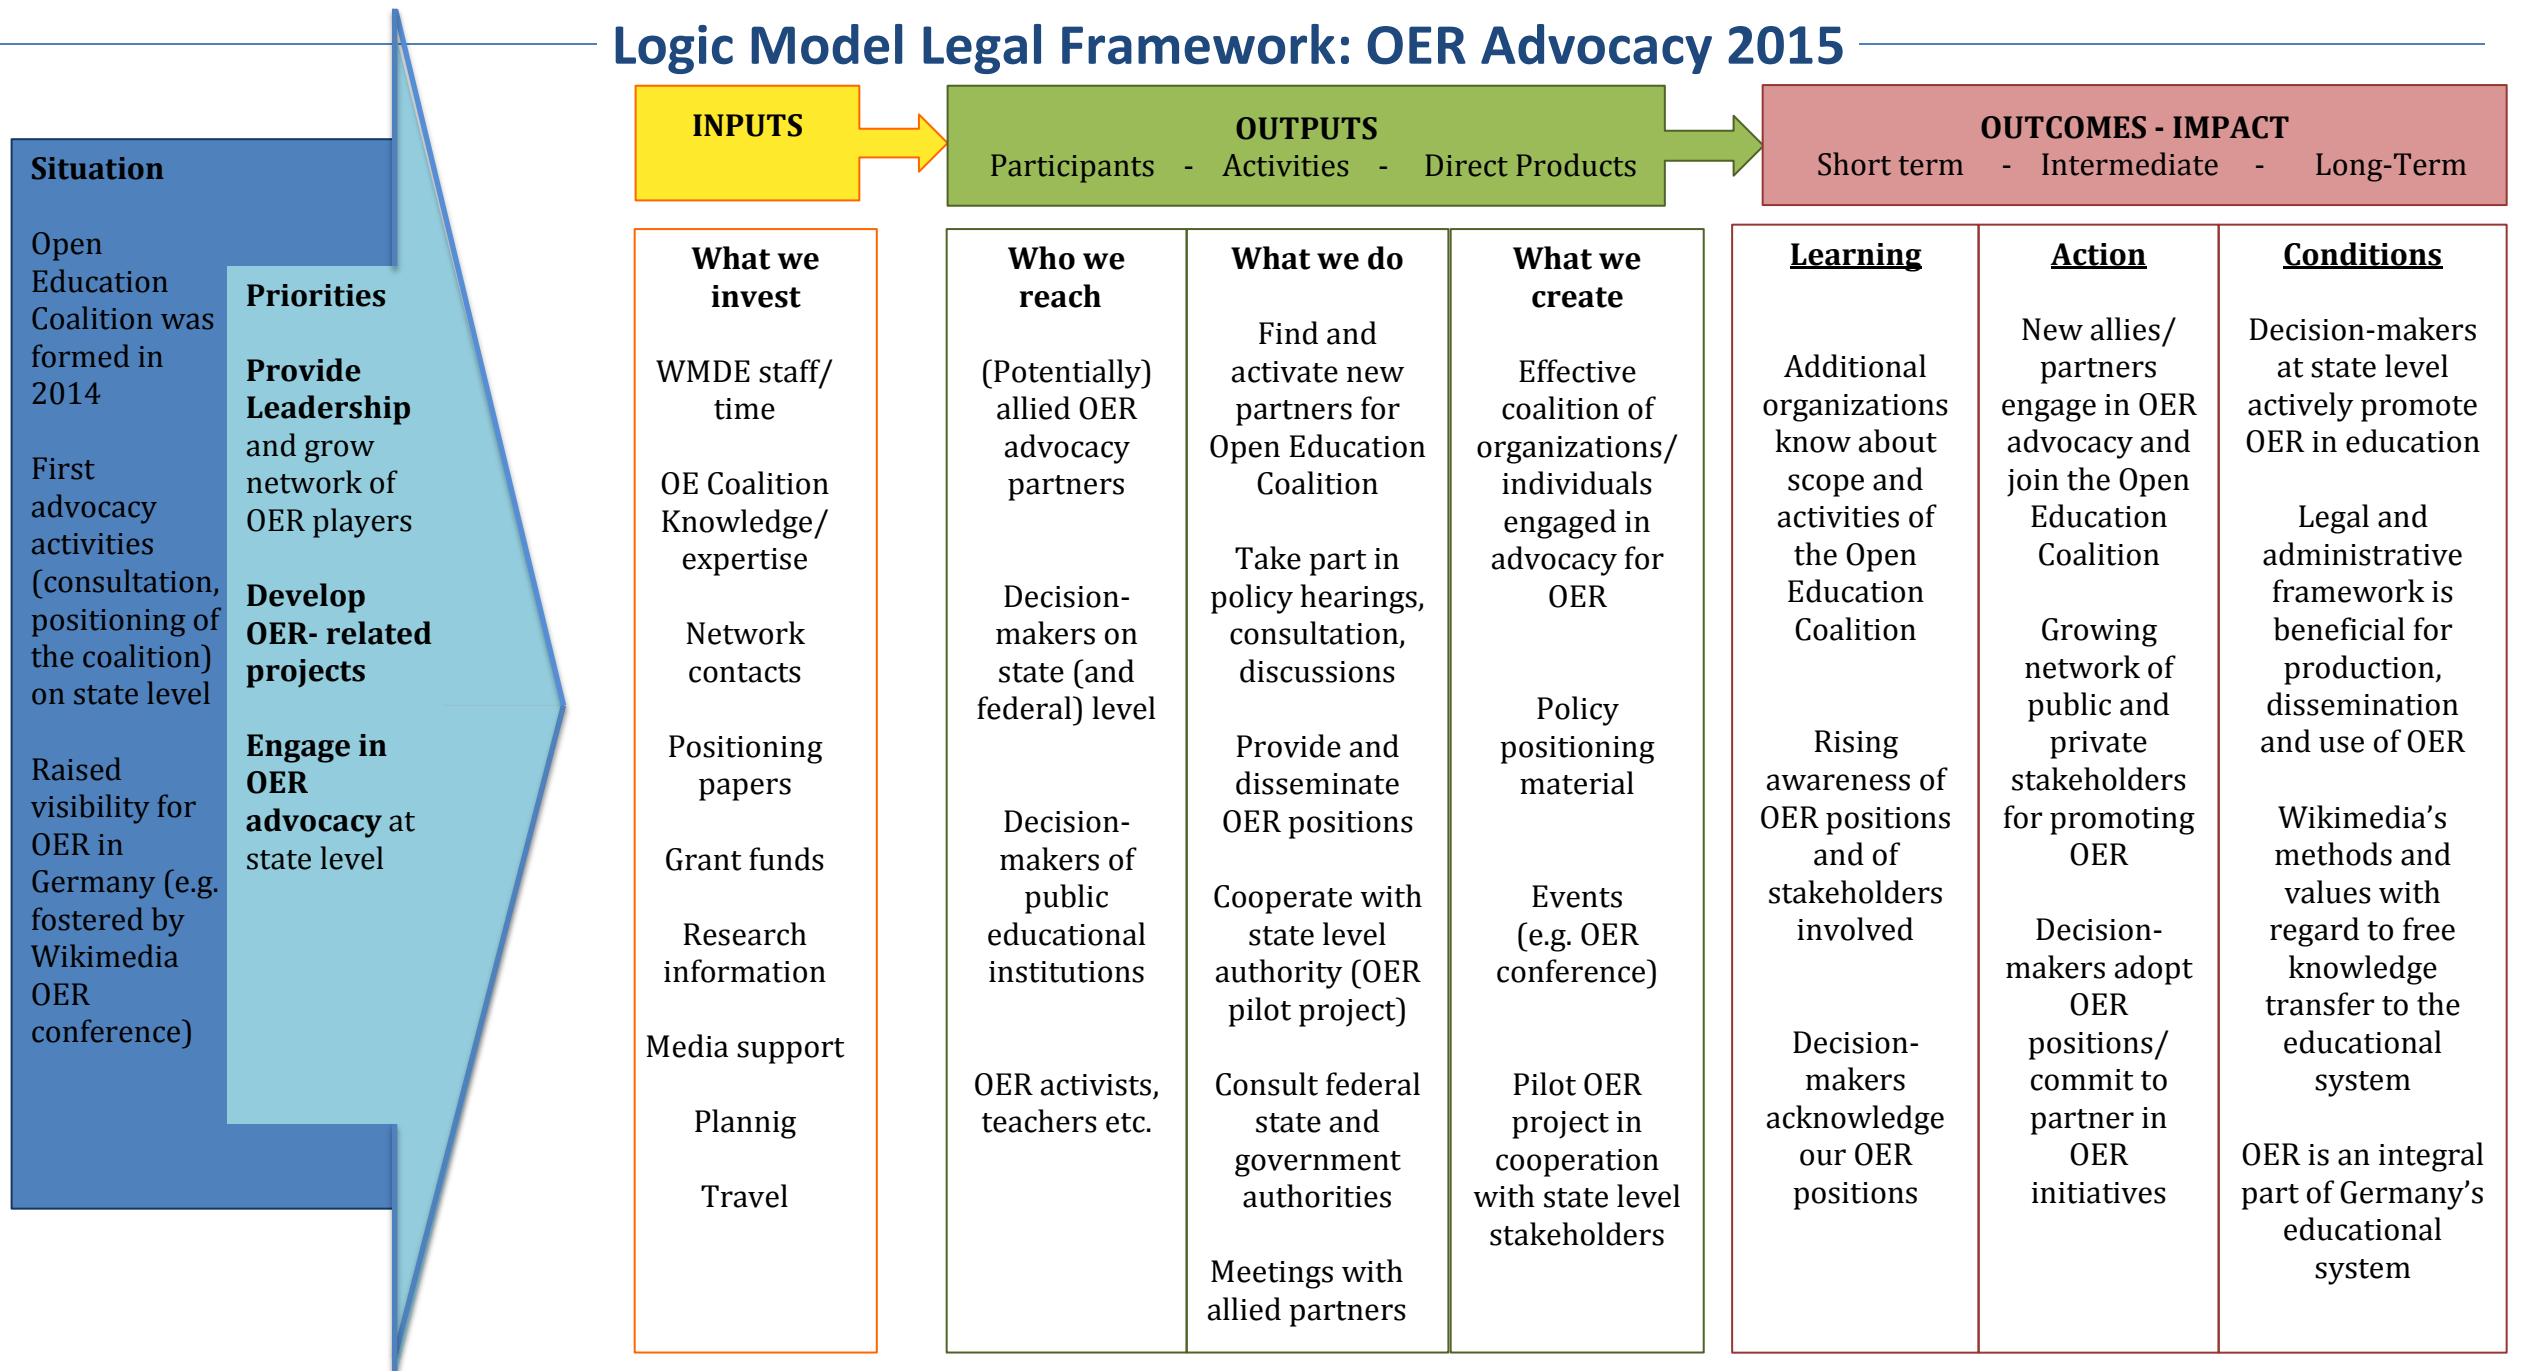 Logic Model Legal Framework: OER Advocacy 2015
Situation
Open
Education
Coalition was
formed in
2014
First
advocacy
activities
(consultation,
positioning of
the coalition)
on state level
Raised
visibility for
OER in
Germany (e.g.
fostered by
Wikimedia
OER
conference)
Priorities
Provide
Leadership
and grow
network of
OER players
Develop
OER- related
projects
Engage in
OER
advocacy at
state level
INPUTS
What we
invest
WMDE staff/
time
OE Coalition
Knowledge/
expertise
Network
contacts
Positioning
papers
Grant funds
Research
information
Media support
Plannig
Travel
OUTPUTS
Participants - Activities - Direct Products
Who we
reach
(Potentially)
allied OER
advocacy
partners
Decision-
makers on
state (and
federal) level
Decision-
makers of
public
educational
institutions
OER activists,
teachers etc.
What we do
Find and
activate new
partners for
Open Education
Coalition
Take part in
policy hearings,
consultation,
discussions
Provide and
disseminate
OER positions
Cooperate with
state level
authority (OER
pilot project)
Consult federal
state and
government
authorities
Meetings with
allied partners
What we
create
Effective
coalition of
organizations/
individuals
engaged in
advocacy for
OER
Policy
positioning
material
Events
(e.g. OER
conference)
Pilot OER
project in
cooperation
with state level
stakeholders
OUTCOMES - IMPACT
Short term - Intermediate - Long-Term
Learning
Additional
organizations
know about
scope and
activities of
the Open
Education
Coalition
Rising
awareness of
OER positions
and of
stakeholders
involved
Decision-
makers
acknowledge
our OER
positions
Action
New allies/
partners
engage in OER
advocacy and
join the Open
Education
Coalition
Growing
network of
public and
private
stakeholders
for promoting
OER
Decision-
makers adopt
OER
positions/
commit to
partner in
OER
initiatives
Conditions
Decision-makers
at state level
actively promote
OER in education
Legal and
administrative
framework is
beneficial for
production,
dissemination
and use of OER
Wikimedia’s
methods and
values with
regard to free
knowledge
transfer to the
educational
system
OER is an integral
part of Germany’s
educational
system